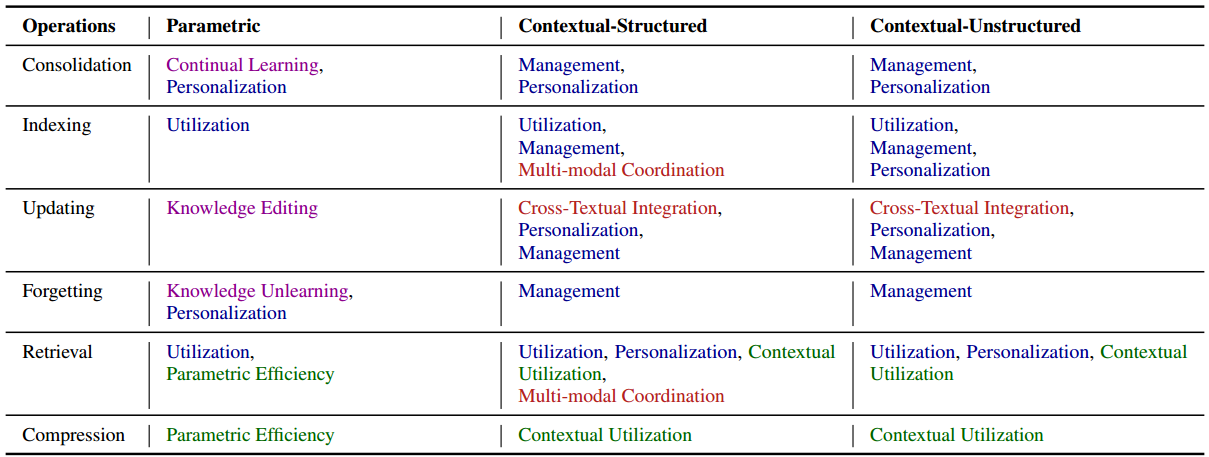 Operations Parametric Contextual-Structured Contextual-Unstructured
Consolidation Continual Learning, Management, Management,
Personalization Personalization Personalization
Indexing Utilization Utilization, Utilization,
Management, Management,
Multi-modal Coordination Personalization
Updating Knowledge Editing Cross-Textual Integration, Cross-Textual Integration,
Personalization, Personalization,
Management Management
Forgetting Knowledge Unlearning, Management Management
Personalization
Retrieval Utilization, Utilization, Personalization, Contextual Utilization, Personalization, Contextual
Parametric Efficiency Utilization, Utilization
Multi-modal Coordination
Compression Parametric Efficiency Contextual Utilization Contextual Utilization